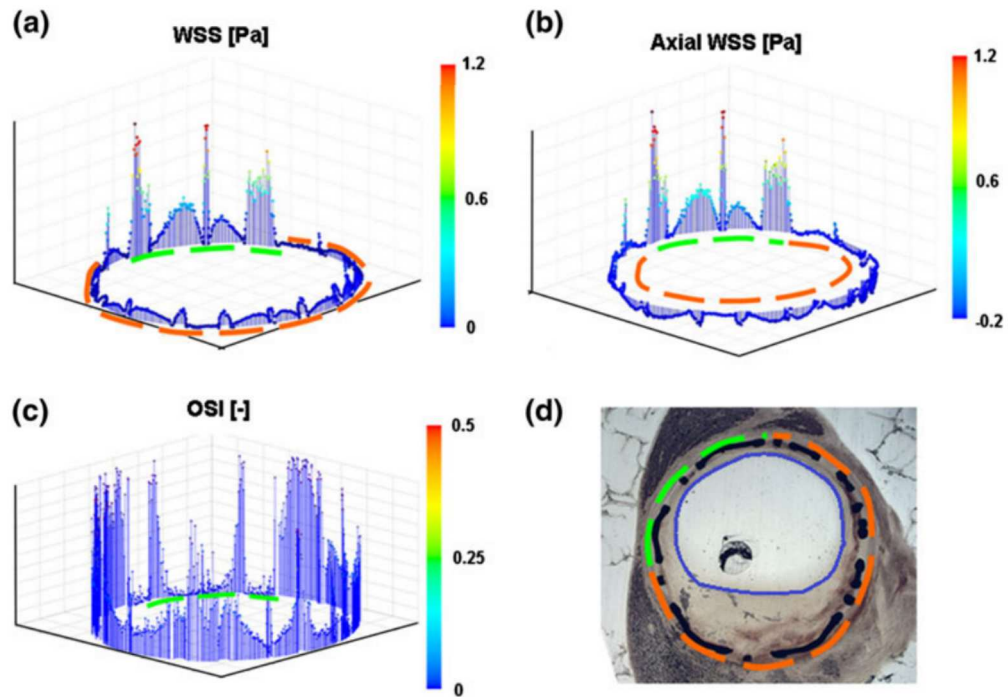 (a)
WSS [Pa]
1.2
0.6
0
(b)
Axial WSS [Pa]
1.2
0.6
-0.2
(c)
OSI [-]
0.5
0.25
0
(d)